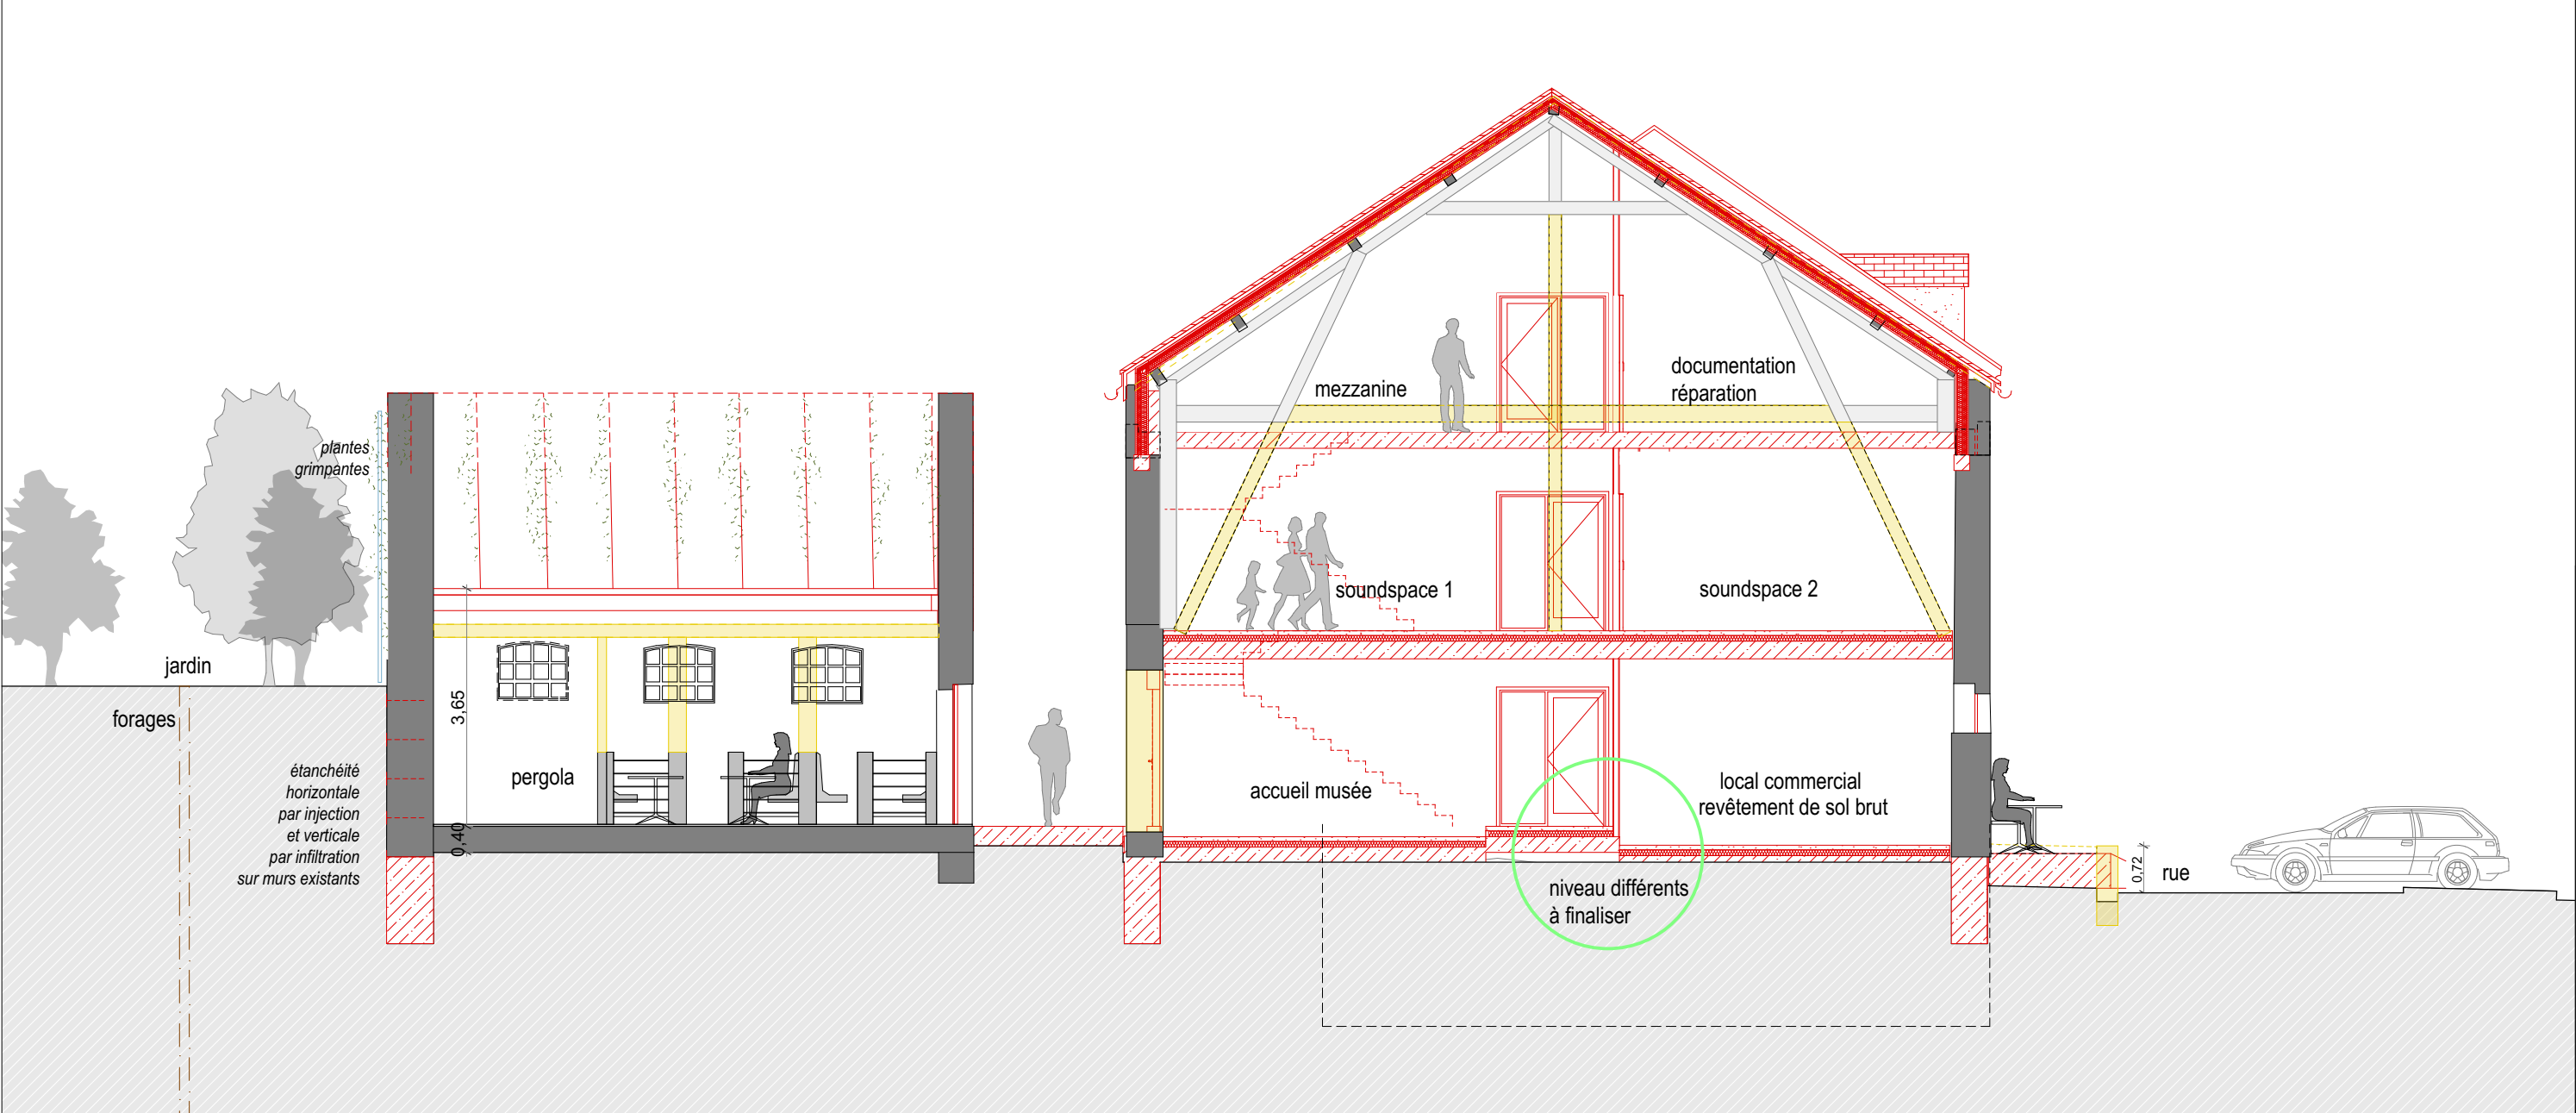 mezzanine
documentation
réparation
plantes
grimpantes
soundspace 1
soundspace 2
jardin
forages
3,65
étanchéité
horizontale
par injection
et verticale
par infiltration
sur murs existants
pergola
0,40
accueil musée
local commercial
revêtement de sol brut
niveau différents
à finaliser
0,72
rue